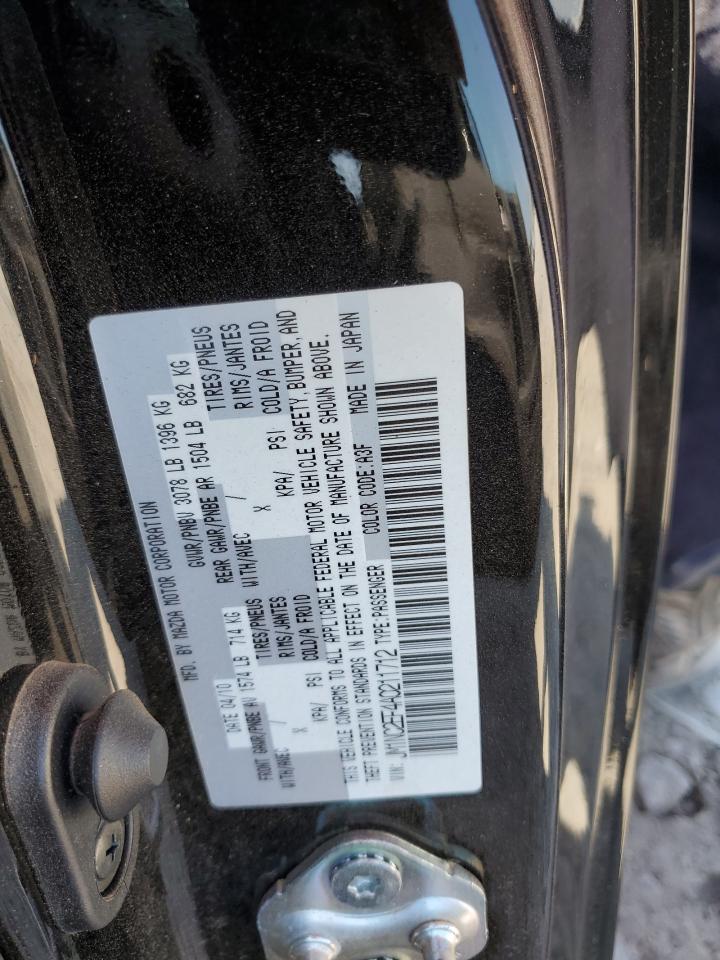 MFD. BY MAZDA MOTOR CORPORATION
DATE 04/10 GVWR/PNBV 3078 LB 1396 KG
FRONT GAWR/PNBE AV 1574 LB 714 KG REAR GAWR/PNBE AR 1504 LB 682 KG
WITH/AVEC TIRES/PNEUS WITH/AVEC / TIRES/PNEUS
X RIMS/JANTES X RIMS/JANTES
KPA/ PSI COLD/A FROID KPA/ PSI COLD/A FROID
THIS VEHICLE CONFORMS TO ALL APPLICABLE FEDERAL MOTOR VEHICLE SAFETY, BUMPER, AND
THEFT PREVENTION STANDARDS IN EFFECT ON THE DATE OF MANUFACTURE SHOWN ABOVE.
VIN: JM1NC2EF4A0211712 TYPE:PASSENGER COLOR CODE:A3F MADE IN JAPAN